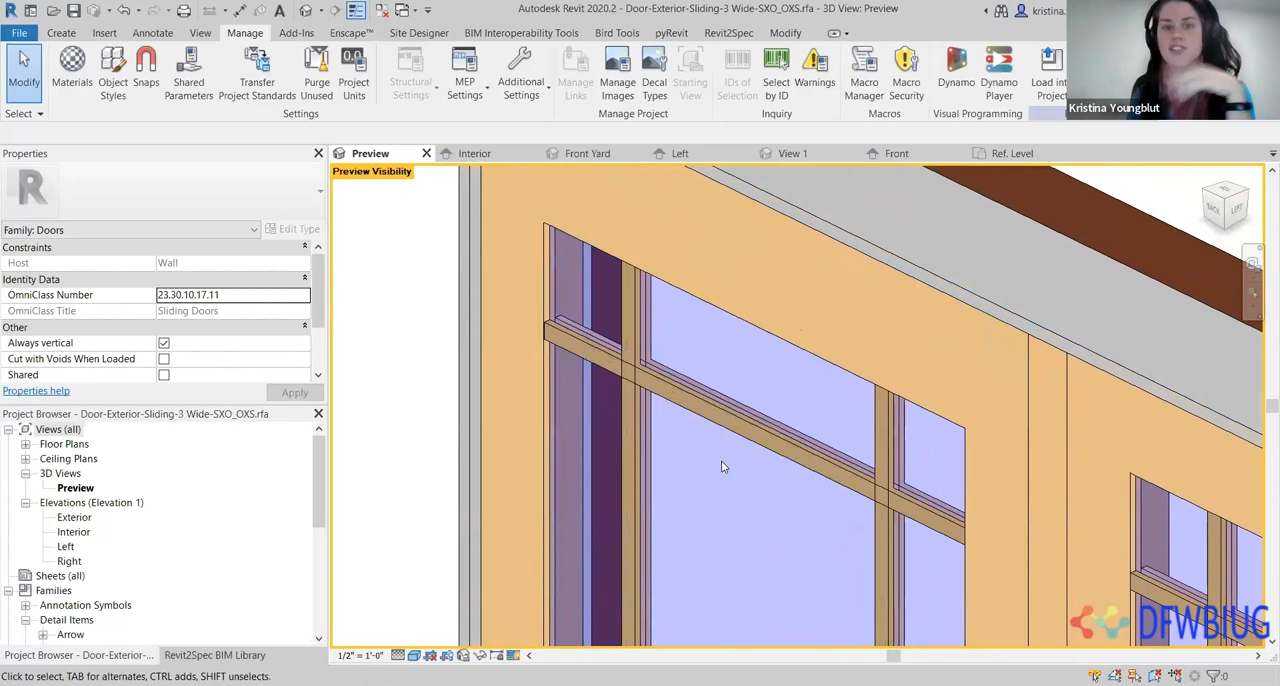 Autodesk Revit 2020.2 - Door-Exterior-Sliding-3 Wide-SXO_OXS.rfa - 3D View: Preview
kristina.
File Create Insert Annotate View Manage Add-Ins Enscape™ Site Designer BIM Interoperability Tools Bird Tools pyRevit Revit2Spec Modify
Modify
Materials
Object Styles
Snaps
Shared Parameters
Transfer Project Standards
Purge Unused
Project Units
Structural Settings
MEP Settings
Additional Settings
Manage Links
Manage Images
Decal Types
Starting View
IDs of Selection
Select by ID
Warnings
Macro Manager
Macro Security
Dynamo
Dynamo Player
Load into Project
Kristina Youngblut
Select
Settings
Manage Project
Inquiry
Macros
Visual Programming
Properties
Preview
Interior
Front Yard
Left
View 1
Front
Ref. Level
Preview Visibility
R
Family: Doors
Edit Type
Constraints
Host Wall
Identity Data
OmniClass Number 23.30.10.17.11
OmniClass Title Sliding Doors
Other
Always vertical
Cut with Voids When Loaded
Shared
Properties help
Apply
Project Browser - Door-Exterior-Sliding-3 Wide-SXO_OXS.rfa
Views (all)
Floor Plans
Ceiling Plans
3D Views
Preview
Elevations (Elevation 1)
Exterior
Interior
Left
Right
Sheets (all)
Families
Annotation Symbols
Detail Items
Arrow
Project Browser - Door-Exterior-...
Revit2Spec BIM Library
1/2" = 1'-0"
BACK
LEFT
DFWBIUG
Click to select, TAB for alternates, CTRL adds, SHIFT unselects.
:0